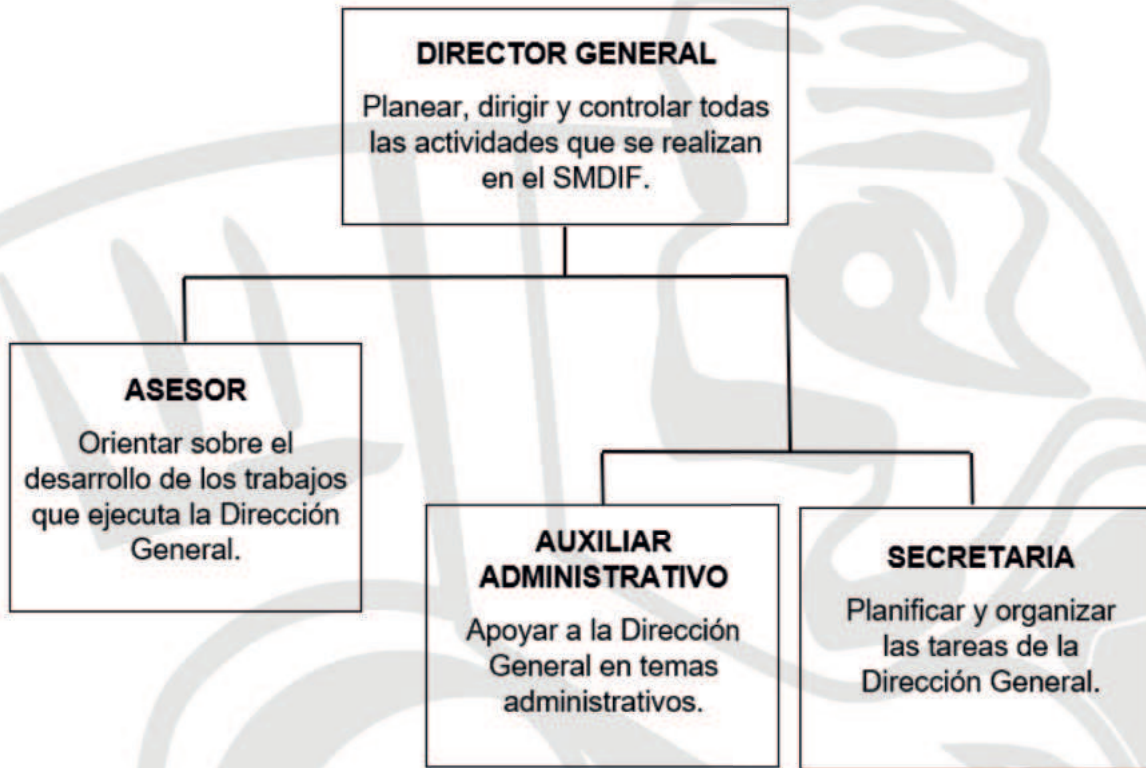 DIRECTOR GENERAL
Planear, dirigir y controlar todas
las actividades que se realizan
en el SMDIF.
ASESOR
Orientar sobre el
desarrollo de los trabajos
que ejecuta la Dirección
General.
AUXILIAR
ADMINISTRATIVO
Apoyar a la Dirección
General en temas
administrativos.
SECRETARIA
Planificar y organizar
las tareas de la
Dirección General.